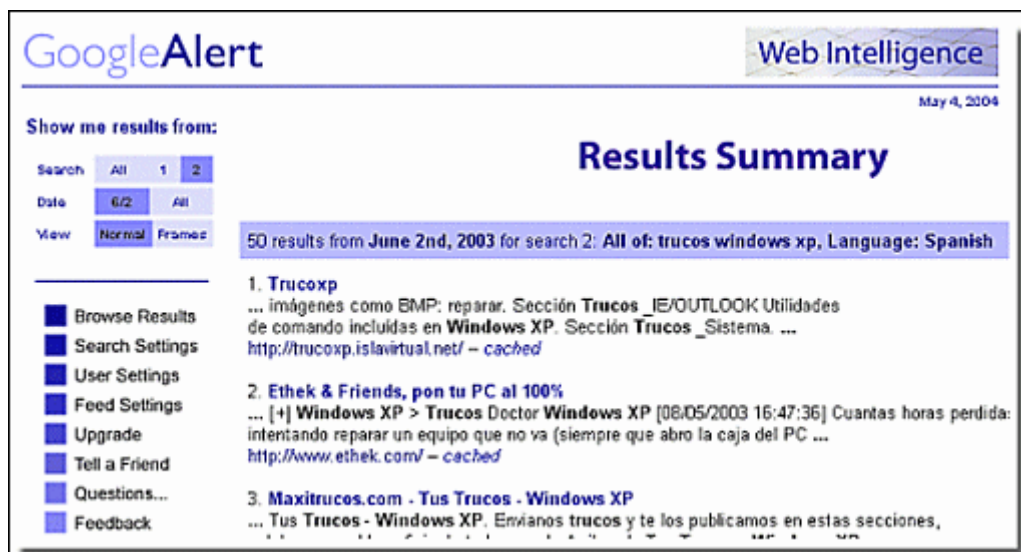 GoogleAlert
Web Intelligence
May 4, 2004
Show me results from:
Search All 1 2
Date 6/2 All
View Normal Frames
Results Summary
50 results from June 2nd, 2003 for search 2: All of: trucos windows xp, Language: Spanish
Browse Results
Search Settings
User Settings
Feed Settings
Upgrade
Tell a Friend
Questions...
Feedback
1. Trucoxp
... imágenes como BMP: reparar. Sección Trucos _IE/OUTLOOK Utilidades
de comando incluídas en Windows XP. Sección Trucos _Sistema. ...
http://trucoxp.islavirtual.net/ – cached
2. Ethek & Friends, pon tu PC al 100%
... [+] Windows XP > Trucos Doctor Windows XP [08/05/2003 16:47:36] Cuantas horas perdida:
intentando reparar un equipo que no va (siempre que abro la caja del PC ...
http://www.ethek.com/ – cached
3. Maxitrucos.com - Tus Trucos - Windows XP
... Tus Trucos - Windows XP. Envianos trucos y te los publicamos en estas secciones,